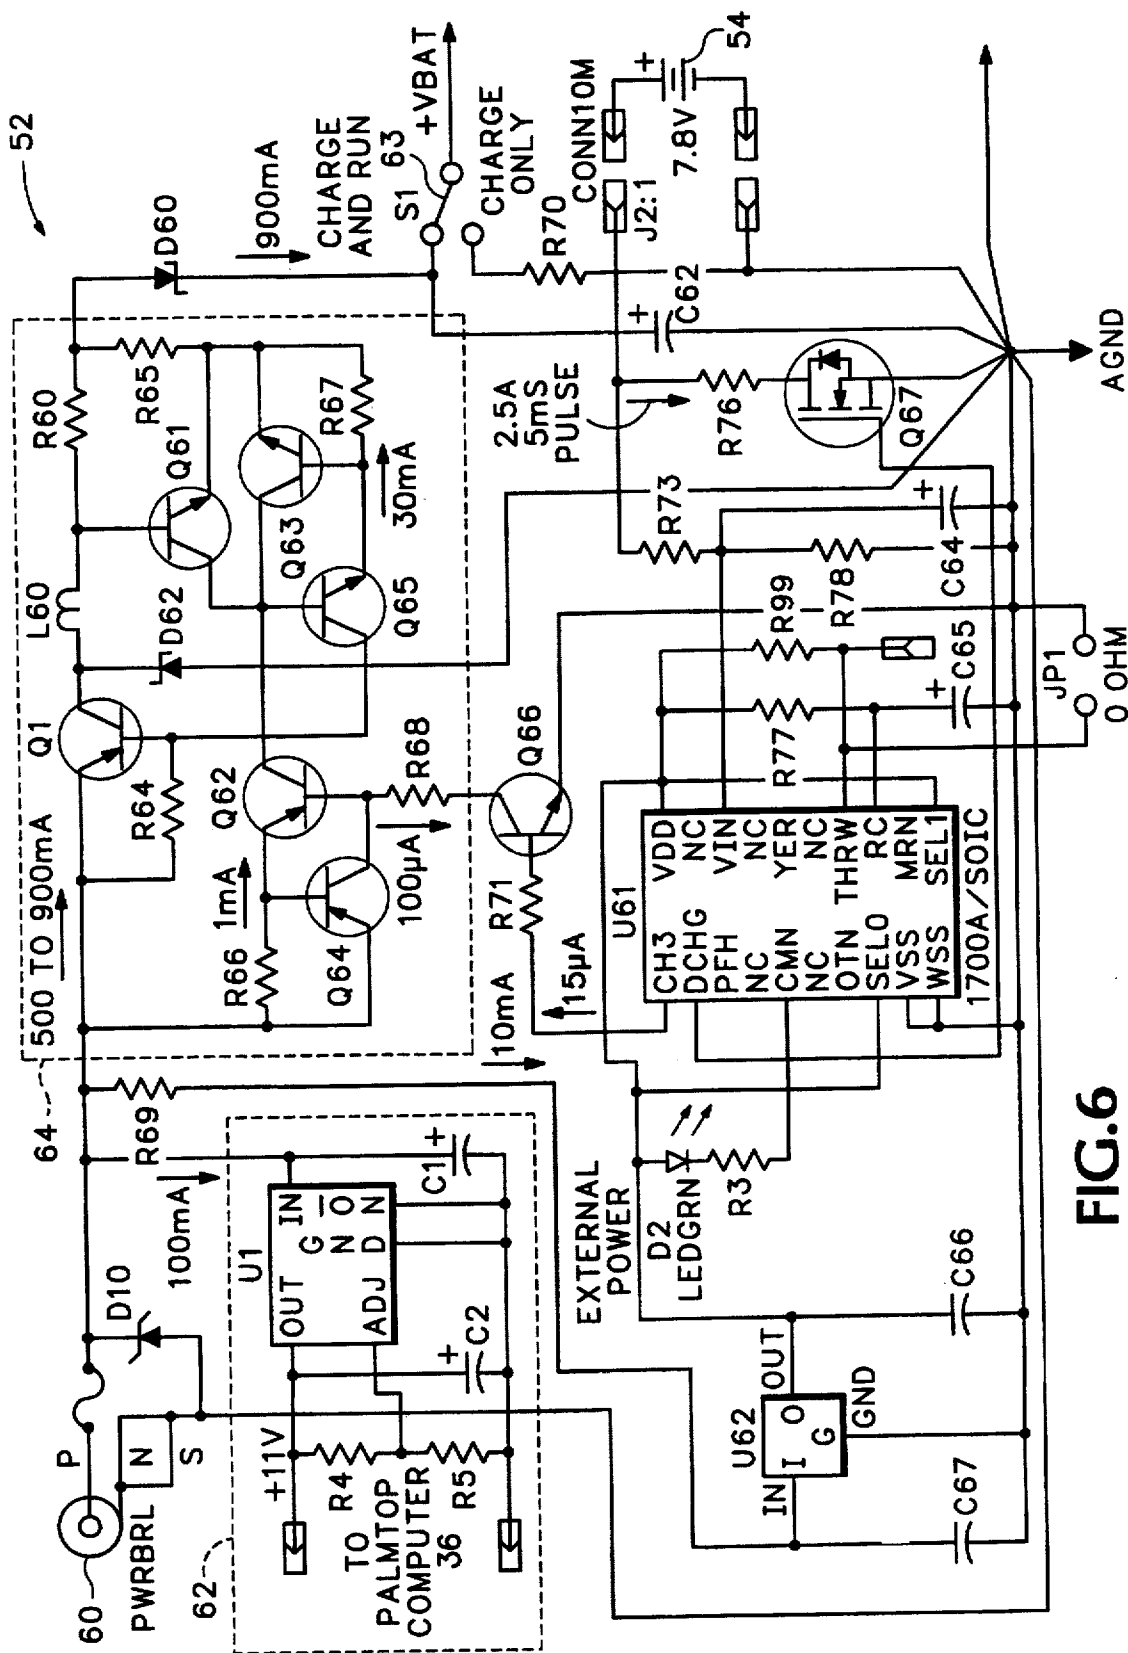 52
64
500 TO 900mA
Q1
L60
R60
D60
R64
D62
R65
Q61
900mA
CHARGE
AND RUN
63
S1
+VBAT
CHARGE
ONLY
R66
1mA
Q62
Q63
R67
Q64
100µA
R68
Q65
30mA
60
PWRBRL
P
N
S
D10
R69
100mA
10mA
15µA
R71
Q66
2.5A
5mS
PULSE
R70
CONN10M
J2:1
54
+
7.8V
62
+11V
U1
OUT
IN
ADJ
G
N
D
I
O
N
R4
R5
C2
+
C1
+
TO
PALMTOP
COMPUTER
36
EXTERNAL
POWER
D2
LEDGRN
R3
U61
CH3
DCHG
PFH
NC
CMN
NC
OTN
SEL0
VSS
WSS
VDD
NC
VIN
NC
YER
NC
THRW
RC
MRN
SEL1
1700A/SOIC
R77
R99
R73
R78
R76
+
C62
Q67
+
C65
+
C64
JP1
0 OHM
AGND
U62
IN
I
O
OUT
G
GND
C67
C66
FIG.6